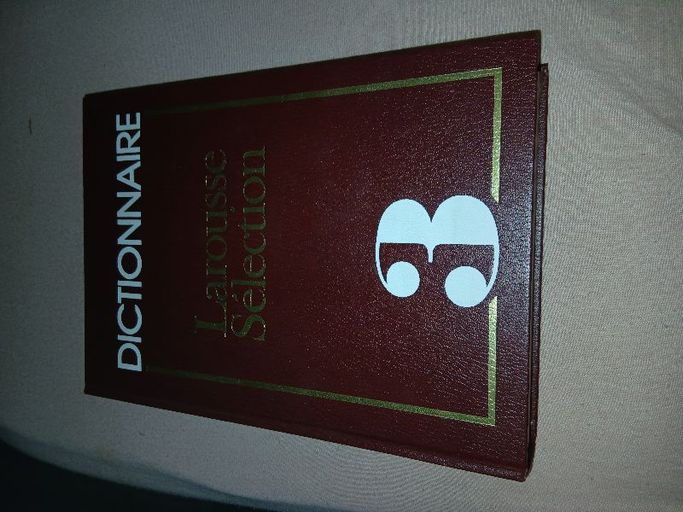 DICTIONNAIRE
Larousse
Sélection
3